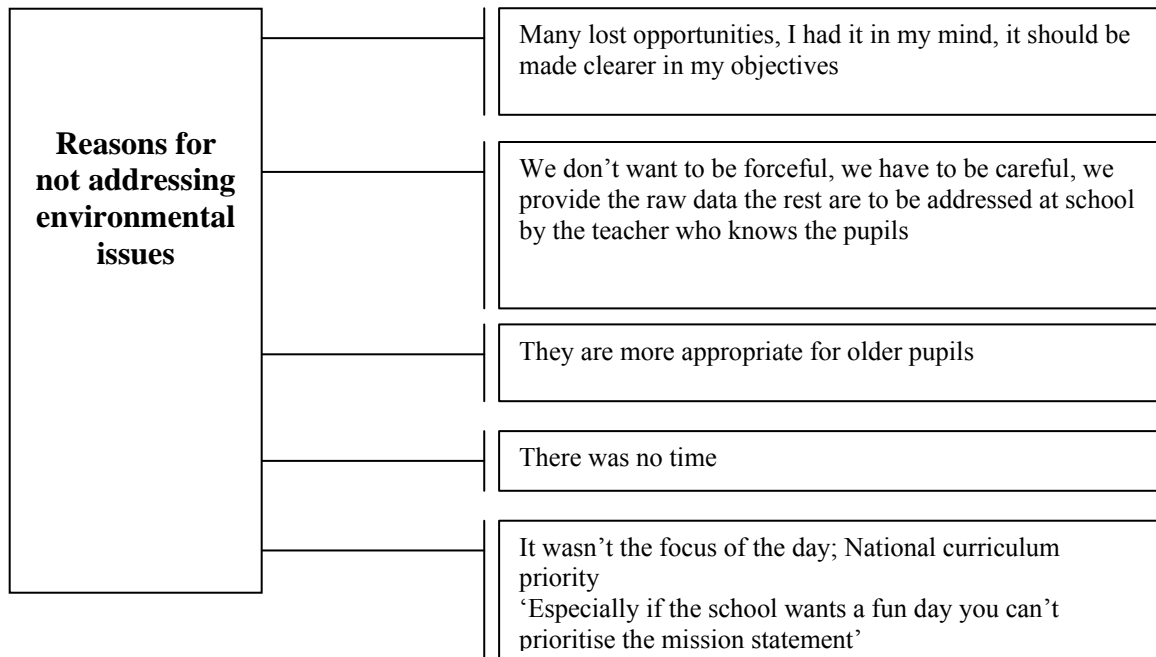 Reasons for
not addressing
environmental
issues
Many lost opportunities, I had it in my mind, it should be
made clearer in my objectives
We don’t want to be forceful, we have to be careful, we
provide the raw data the rest are to be addressed at school
by the teacher who knows the pupils
They are more appropriate for older pupils
There was no time
It wasn’t the focus of the day; National curriculum
priority
‘Especially if the school wants a fun day you can’t
prioritise the mission statement’